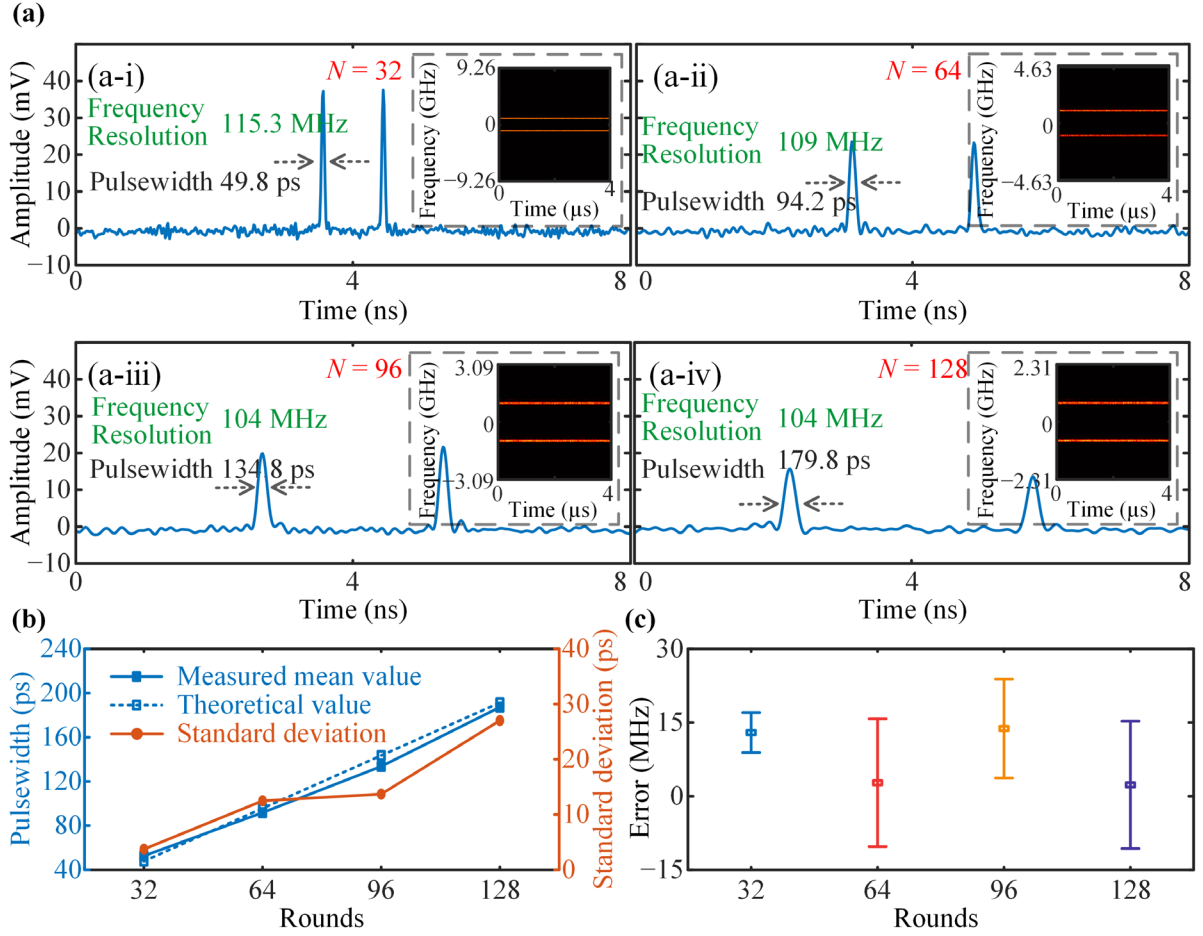 (a)
(a-i)
N = 32
Frequency
Resolution
115.3 MHz
Pulsewidth 49.8 ps
Amplitude (mV)
40
30
20
10
0
−10
0
4
8
Time (ns)
Frequency (GHz)
9.26
0
−9.26
0
4
Time (µs)
(a-ii)
N = 64
Frequency
Resolution
109 MHz
Pulsewidth 94.2 ps
0
4
8
Time (ns)
Frequency (GHz)
4.63
0
−4.63
0
4
Time (µs)
(a-iii)
N = 96
Frequency
Resolution
104 MHz
Pulsewidth 134.8 ps
Amplitude (mV)
40
30
20
10
0
−10
0
4
8
Time (ns)
Frequency (GHz)
3.09
0
−3.09
0
4
Time (µs)
(a-iv)
N = 128
Frequency
Resolution
104 MHz
Pulsewidth 179.8 ps
0
4
8
Time (ns)
Frequency (GHz)
2.31
0
−2.31
0
4
Time (µs)
(b)
Pulsewidth (ps)
240
200
160
120
80
40
Measured mean value
Theoretical value
Standard deviation
40
30
20
10
0
Standard deviation (ps)
32
64
96
128
Rounds
(c)
Error (MHz)
30
15
0
−15
32
64
96
128
Rounds